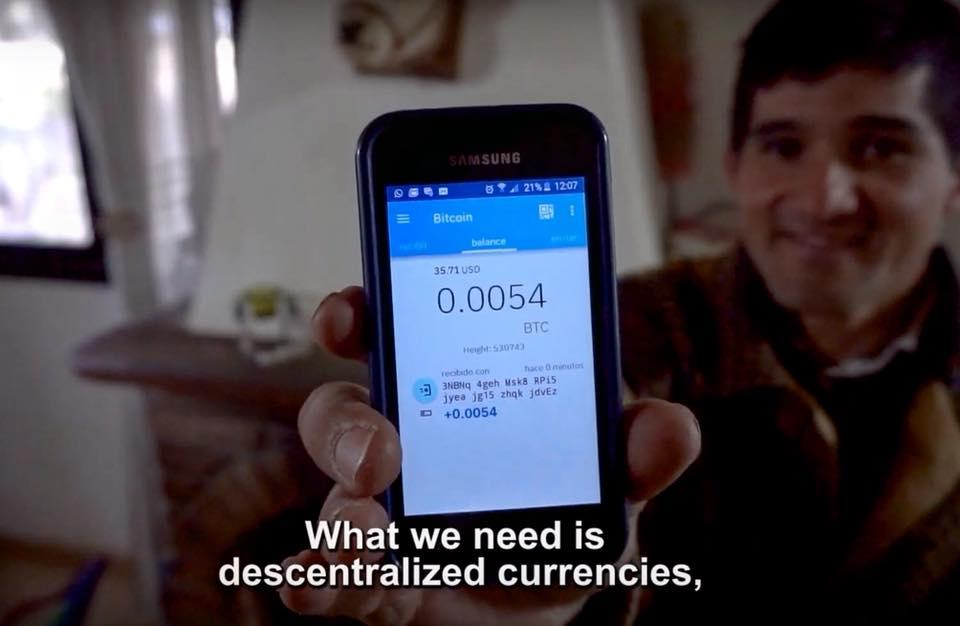 SAMSUNG
21% 12:07
Bitcoin
balance
35.71 USD
0.0054
BTC
Height: 530743
recibido con hace 0 minutos
3NBNq 4geh Msk8 RPi5
jyea jg15 zhqk jdvEz
+0.0054
What we need is
descentralized currencies,